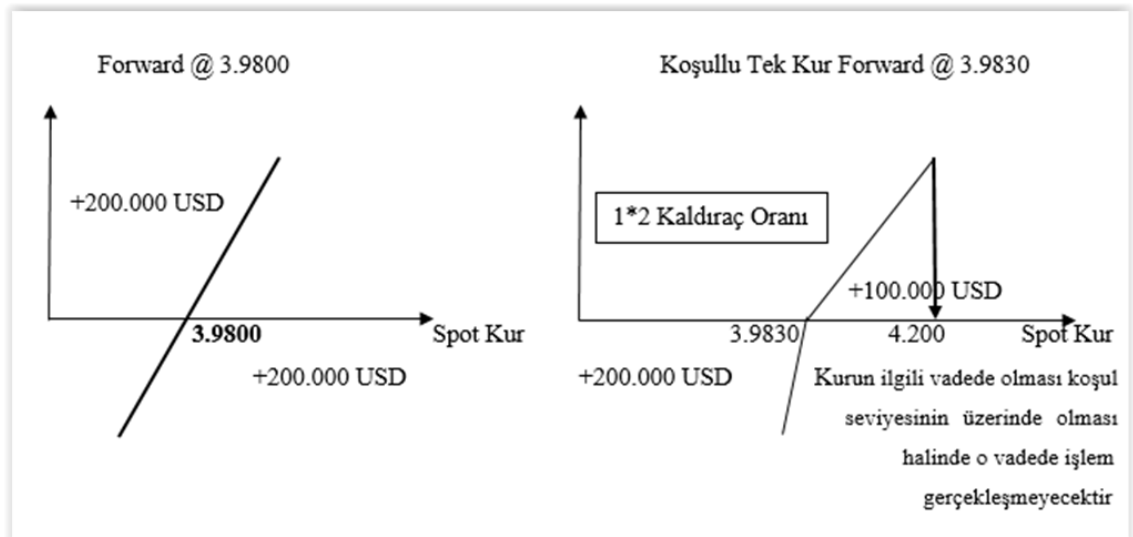 Forward @ 3.9800
+200.000 USD
3.9800
Spot Kur
+200.000 USD
Koşullu Tek Kur Forward @ 3.9830
1*2 Kaldıraç Oranı
+100.000 USD
3.9830
4.200
Spot Kur
+200.000 USD
Kurun ilgili vadede olması koşul
seviyesinin üzerinde olması
halinde o vadede işlem
gerçekleşmeyecektir